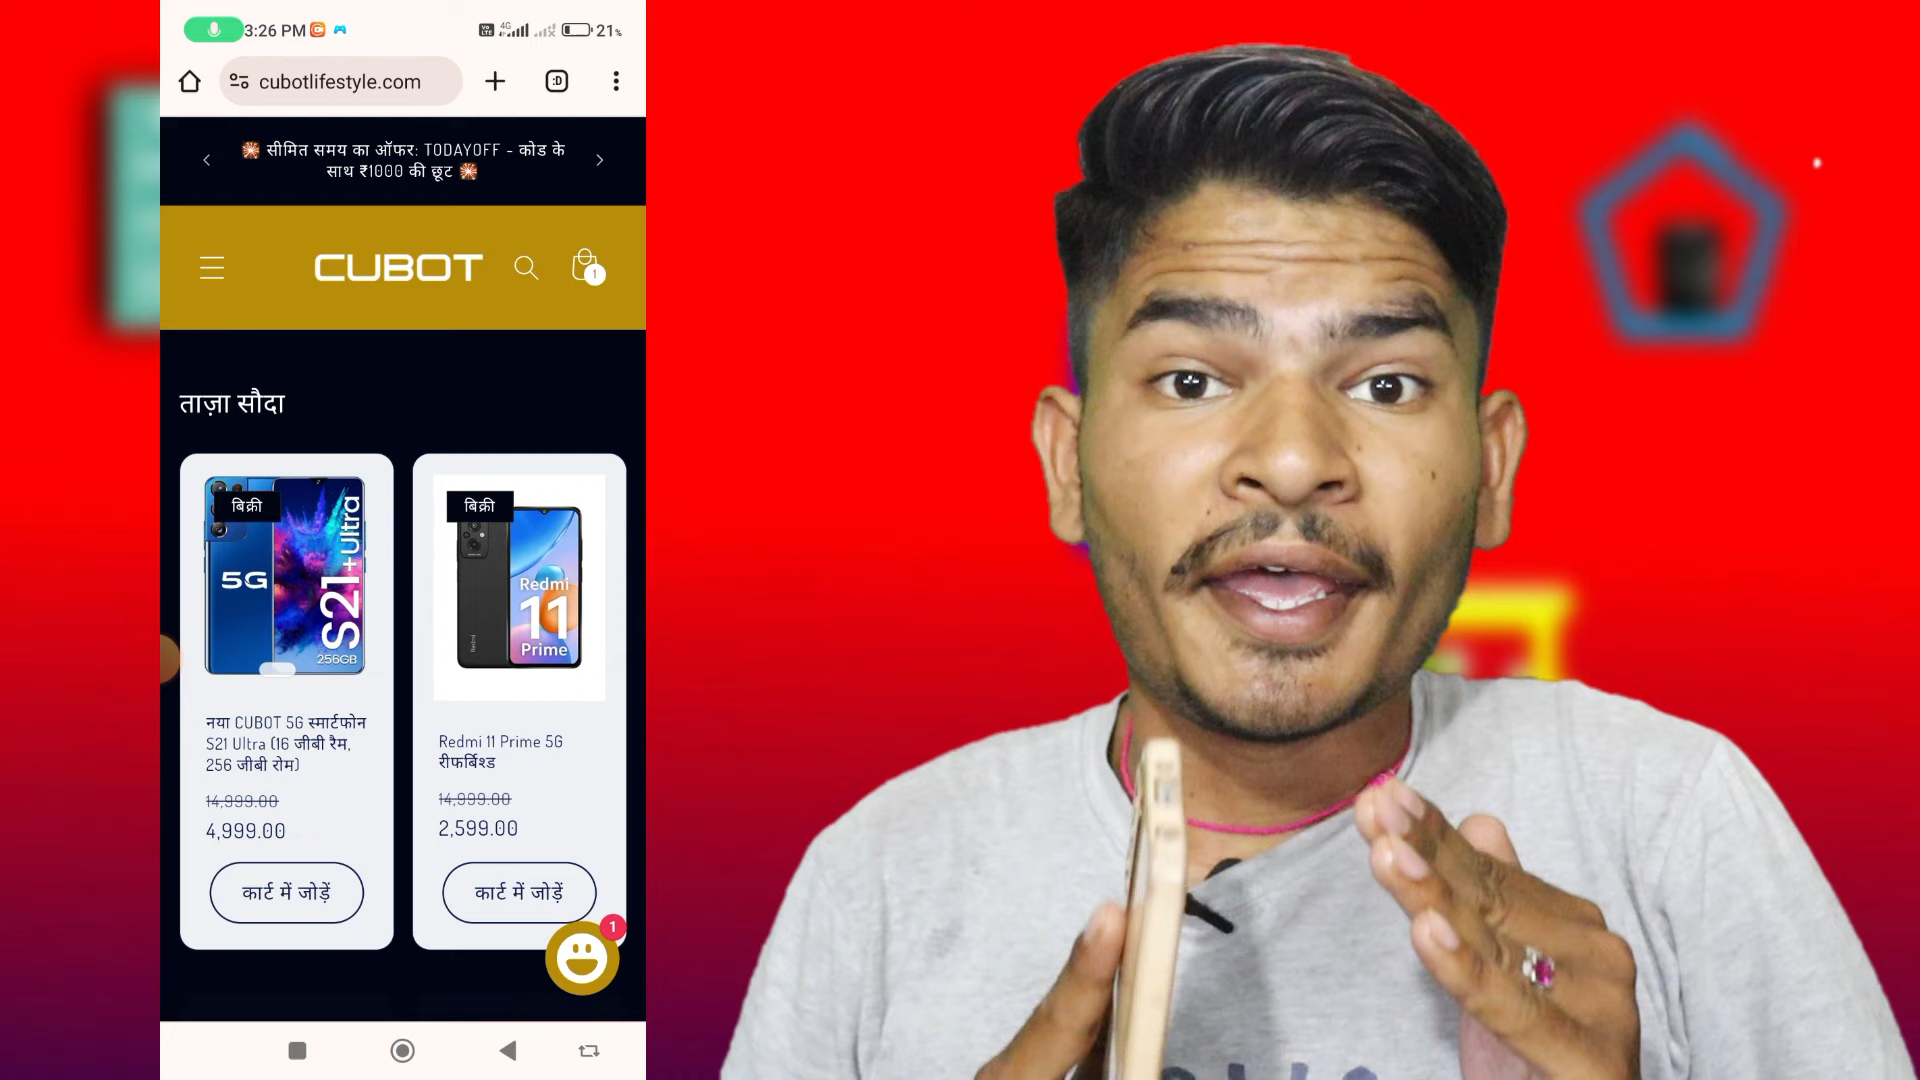 3:26 PM
4G
21%
cubotlifestyle.com
:D
सीमित समय का ऑफर: TODAYOFF - कोड के
साथ ₹1000 की छूट
CUBOT
1
ताज़ा सौदा
बिक्री
5G
S21+Ultra
256GB
नया CUBOT 5G स्मार्टफोन
S21 Ultra (16 जीबी रैम,
256 जीबी रोम)
14,999.00
4,999.00
कार्ट में जोड़ें
बिक्री
Redmi
11
Prime
Redmi
Redmi 11 Prime 5G
रीफर्बिश्ड
14,999.00
2,599.00
कार्ट में जोड़ें
1